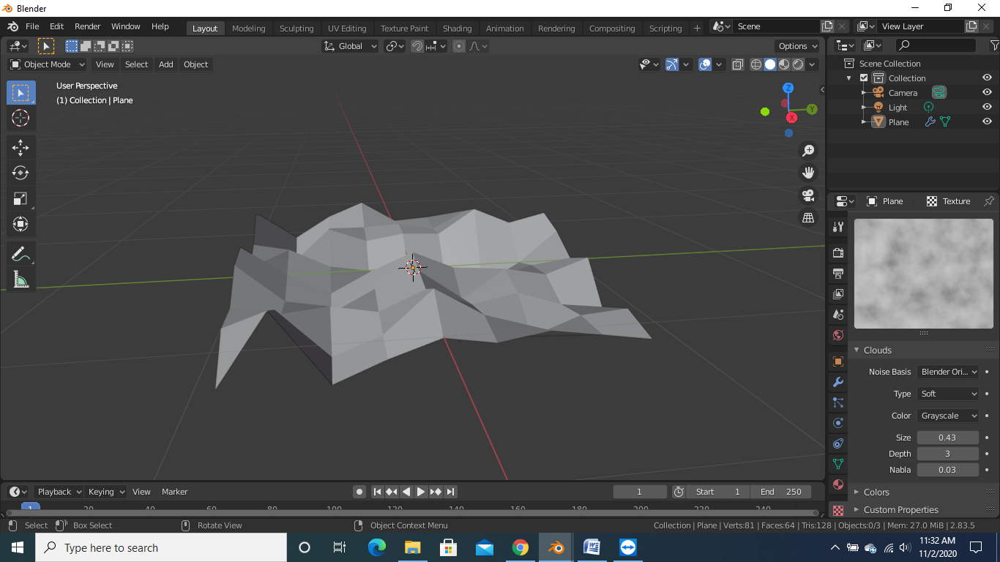 Blender
File Edit Render Window Help Layout Modeling Sculpting UV Editing Texture Paint Shading Animation Rendering Compositing Scripting + Scene View Layer
Global Options
Object Mode View Select Add Object
User Perspective
(1) Collection | Plane
Z
Y
X
Scene Collection
Collection
Camera
Light
Plane
Plane Texture
Clouds
Noise Basis Blender Ori...
Type Soft
Color Grayscale
Size 0.43
Depth 3
Nabla 0.03
Colors
Custom Properties
Playback Keying View Marker 1 Start 1 End 250
1 20 40 60 80 100 120 140 160 180 200 220 240
Select Box Select Rotate View Object Context Menu Collection | Plane | Verts:81 | Faces:64 | Tris:128 | Objects:0/3 | Mem: 27.0 MiB | 2.83.5
Type here to search
11:32 AM
11/2/2020